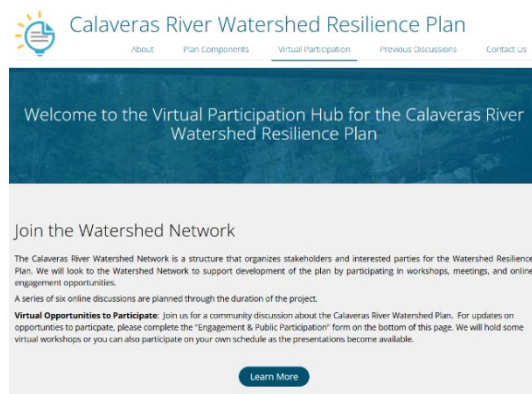 Calaveras River Watershed Resilience Plan
About Plan Components Virtual Participation Previous Discussions Contact Us
Welcome to the Virtual Participation Hub for the Calaveras River
Watershed Resilience Plan
Join the Watershed Network
The Calaveras River Watershed Network is a structure that organizes stakeholders and interested parties for the Watershed Resilience
Plan. We will look to the Watershed Network to support development of the plan by participating in workshops, meetings, and online
engagement opportunities.
A series of six online discussions are planned through the duration of the project.
Virtual Opportunities to Participate: Join us for a community discussion about the Calaveras River Watershed Plan. For updates on
opportunties to particpate, please complete the "Engagement & Public Participation" form on the bottom of this page. We will hold some
virtual workshops or you can also participate on your own schedule as the presentations become available.
Learn More